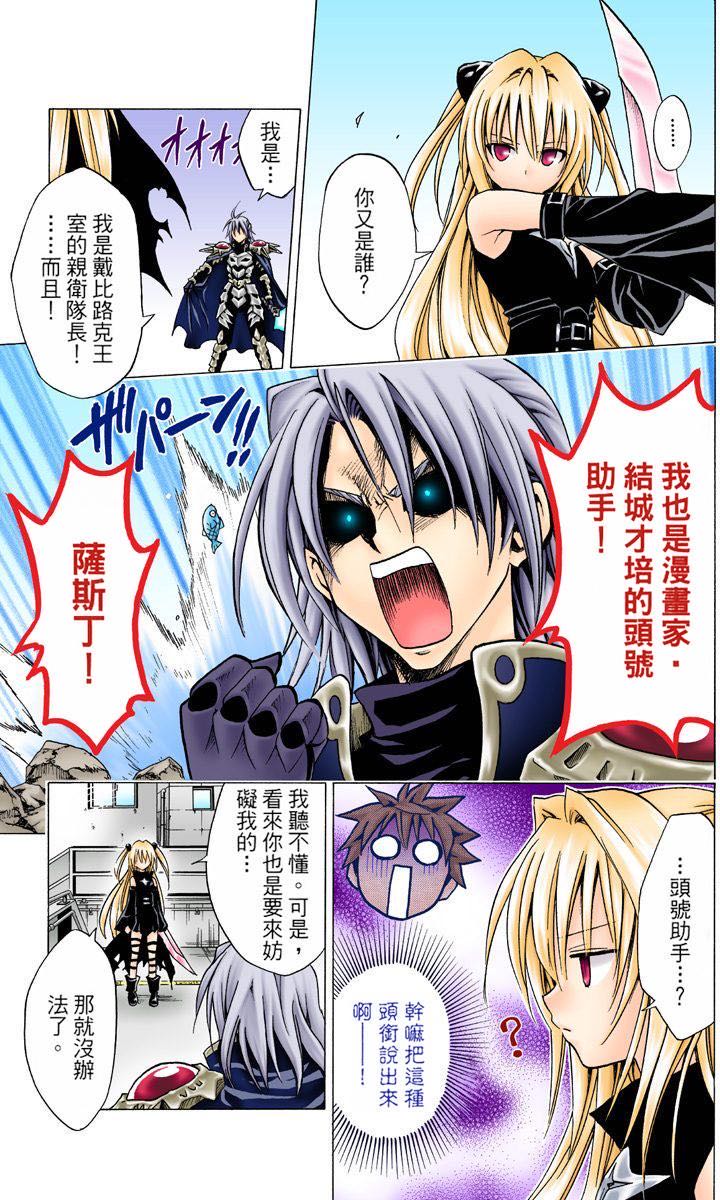 ……
你又是誰？
我是…
オオオオ
我是戴比路克王
室的親衛隊長！
……而且！
我也是漫畫家・
結城才培的頭號
助手！
ザパーン!!
薩斯丁！
…頭號助手…？
?
幹嘛把這種
頭銜說出來
啊——！
我聽不懂。可是，
看來你也是要來妨
礙我的…
那就沒辦
法了。